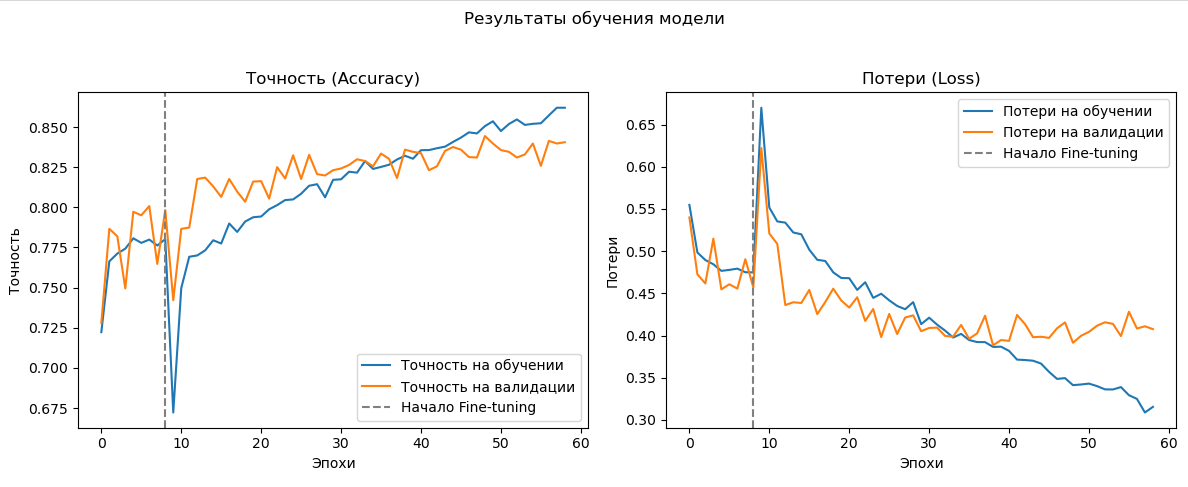 Результаты обучения модели
Точность (Accuracy)
Точность
0.850
0.825
0.800
0.775
0.750
0.725
0.700
0.675
Точность на обучении
Точность на валидации
Начало Fine-tuning
0 10 20 30 40 50 60
Эпохи
Потери (Loss)
Потери
0.65
0.60
0.55
0.50
0.45
0.40
0.35
0.30
Потери на обучении
Потери на валидации
Начало Fine-tuning
0 10 20 30 40 50 60
Эпохи